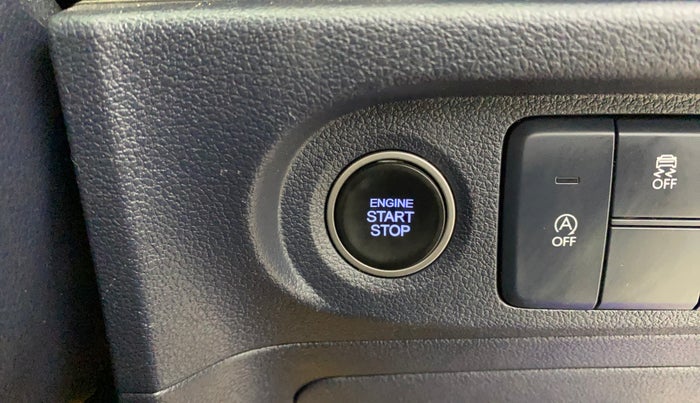 ENGINE
START
STOP
A
OFF
OFF